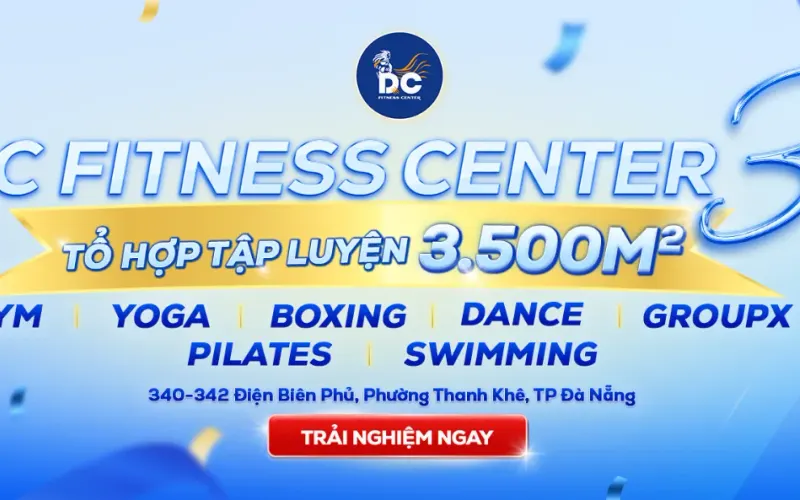 DC
FITNESS CENTER
C FITNESS CENTER 3
TỔ HỢP TẬP LUYỆN 3.500M²
YM | YOGA | BOXING | DANCE | GROUPX
PILATES | SWIMMING
340-342 Điện Biên Phủ, Phường Thanh Khê, TP Đà Nẵng
TRẢI NGHIỆM NGAY